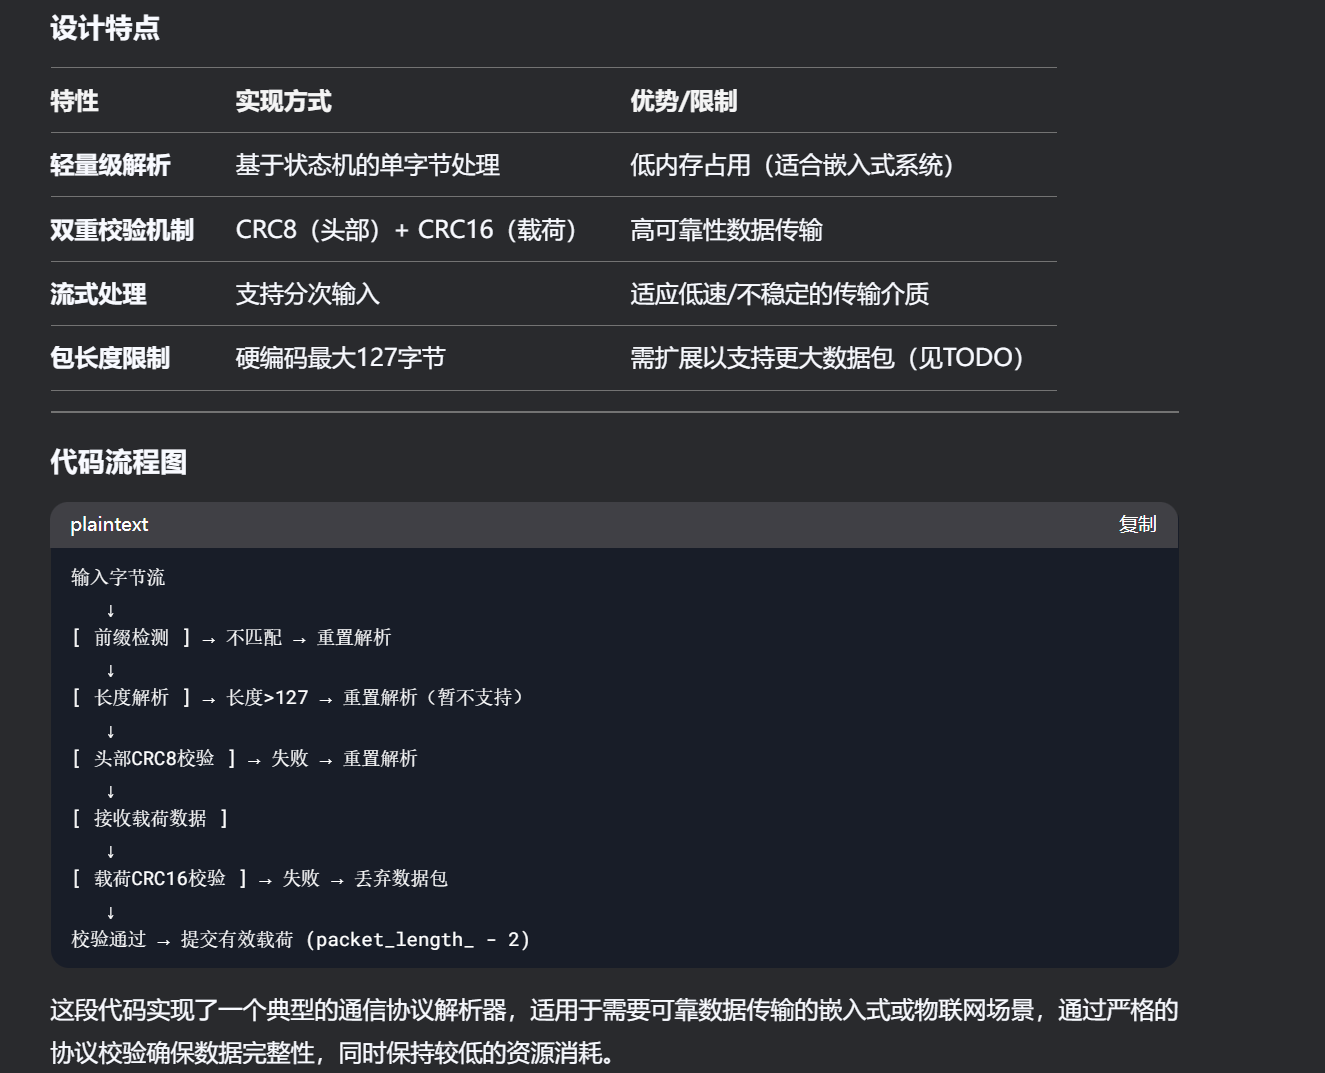 设计特点
特性 实现方式 优势/限制
轻量级解析 基于状态机的单字节处理 低内存占用（适合嵌入式系统）
双重校验机制 CRC8（头部）+ CRC16（载荷） 高可靠性数据传输
流式处理 支持分次输入 适应低速/不稳定的传输介质
包长度限制 硬编码最大127字节 需扩展以支持更大数据包（见TODO）
代码流程图
plaintext 复制
输入字节流
↓
[ 前缀检测 ] → 不匹配 → 重置解析
↓
[ 长度解析 ] → 长度>127 → 重置解析（暂不支持）
↓
[ 头部CRC8校验 ] → 失败 → 重置解析
↓
[ 接收载荷数据 ]
↓
[ 载荷CRC16校验 ] → 失败 → 丢弃数据包
↓
校验通过 → 提交有效载荷 (packet_length_ - 2)
这段代码实现了一个典型的通信协议解析器，适用于需要可靠数据传输的嵌入式或物联网场景，通过严格的
协议校验确保数据完整性，同时保持较低的资源消耗。